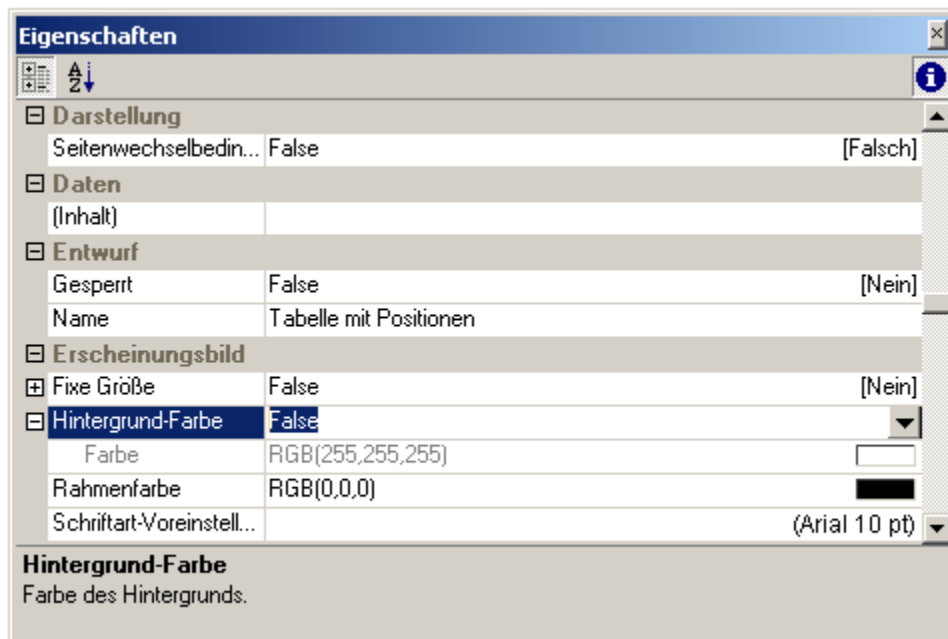 Eigenschaften
Darstellung
Seitenwechselbedin... False [Falsch]
Daten
(Inhalt)
Entwurf
Gesperrt False [Nein]
Name Tabelle mit Positionen
Erscheinungsbild
Fixe Größe False [Nein]
Hintergrund-Farbe False
Farbe RGB(255,255,255)
Rahmenfarbe RGB(0,0,0)
Schriftart-Voreinstell... (Arial 10 pt)
Hintergrund-Farbe
Farbe des Hintergrunds.